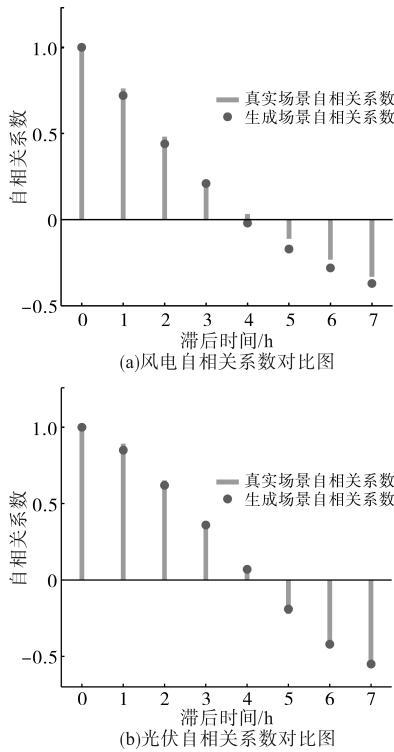 1.0
真实场景自相关系数
生成场景自相关系数
0.5
自相关系数
0
−0.5
0 1 2 3 4 5 6 7
滞后时间/h
(a)风电自相关系数对比图
1.0
真实场景自相关系数
生成场景自相关系数
0.5
自相关系数
0
−0.5
0 1 2 3 4 5 6 7
滞后时间/h
(b)光伏自相关系数对比图